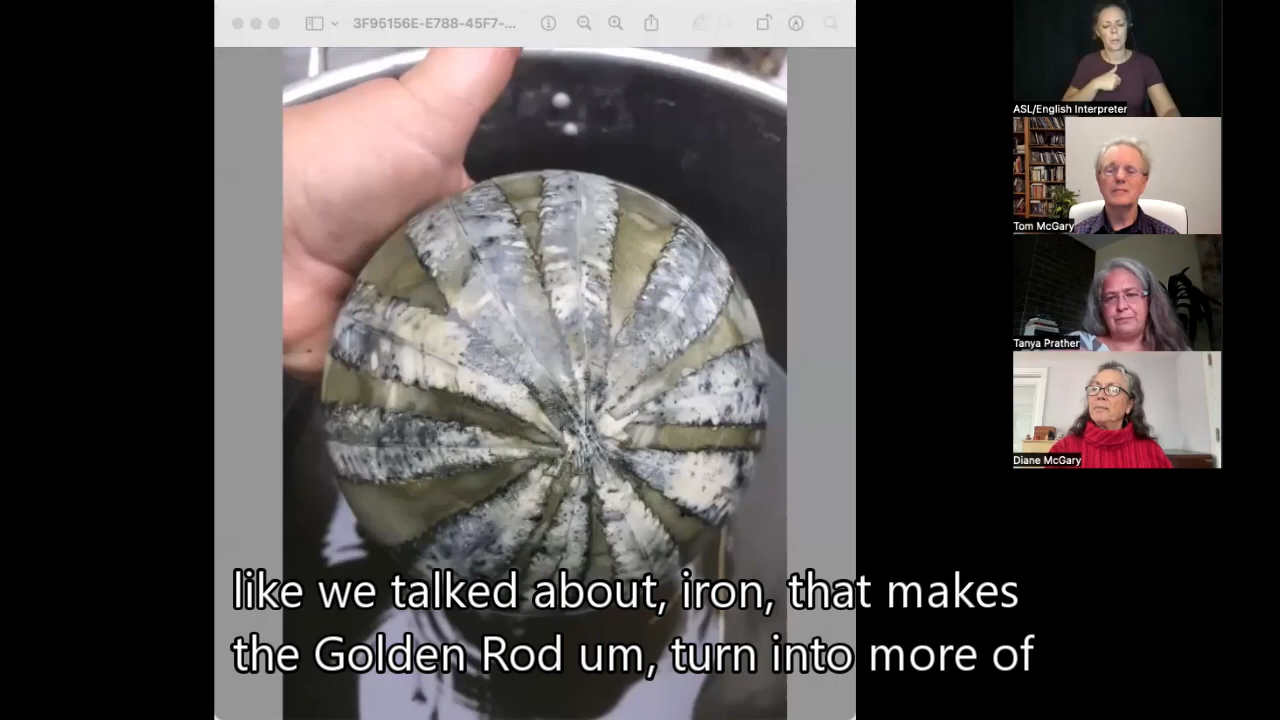 3F95156E-E788-45F7-...
ASL/English Interpreter
Tom McGary
Tanya Prather
Diane McGary
like we talked about, iron, that makes
the Golden Rod um, turn into more of